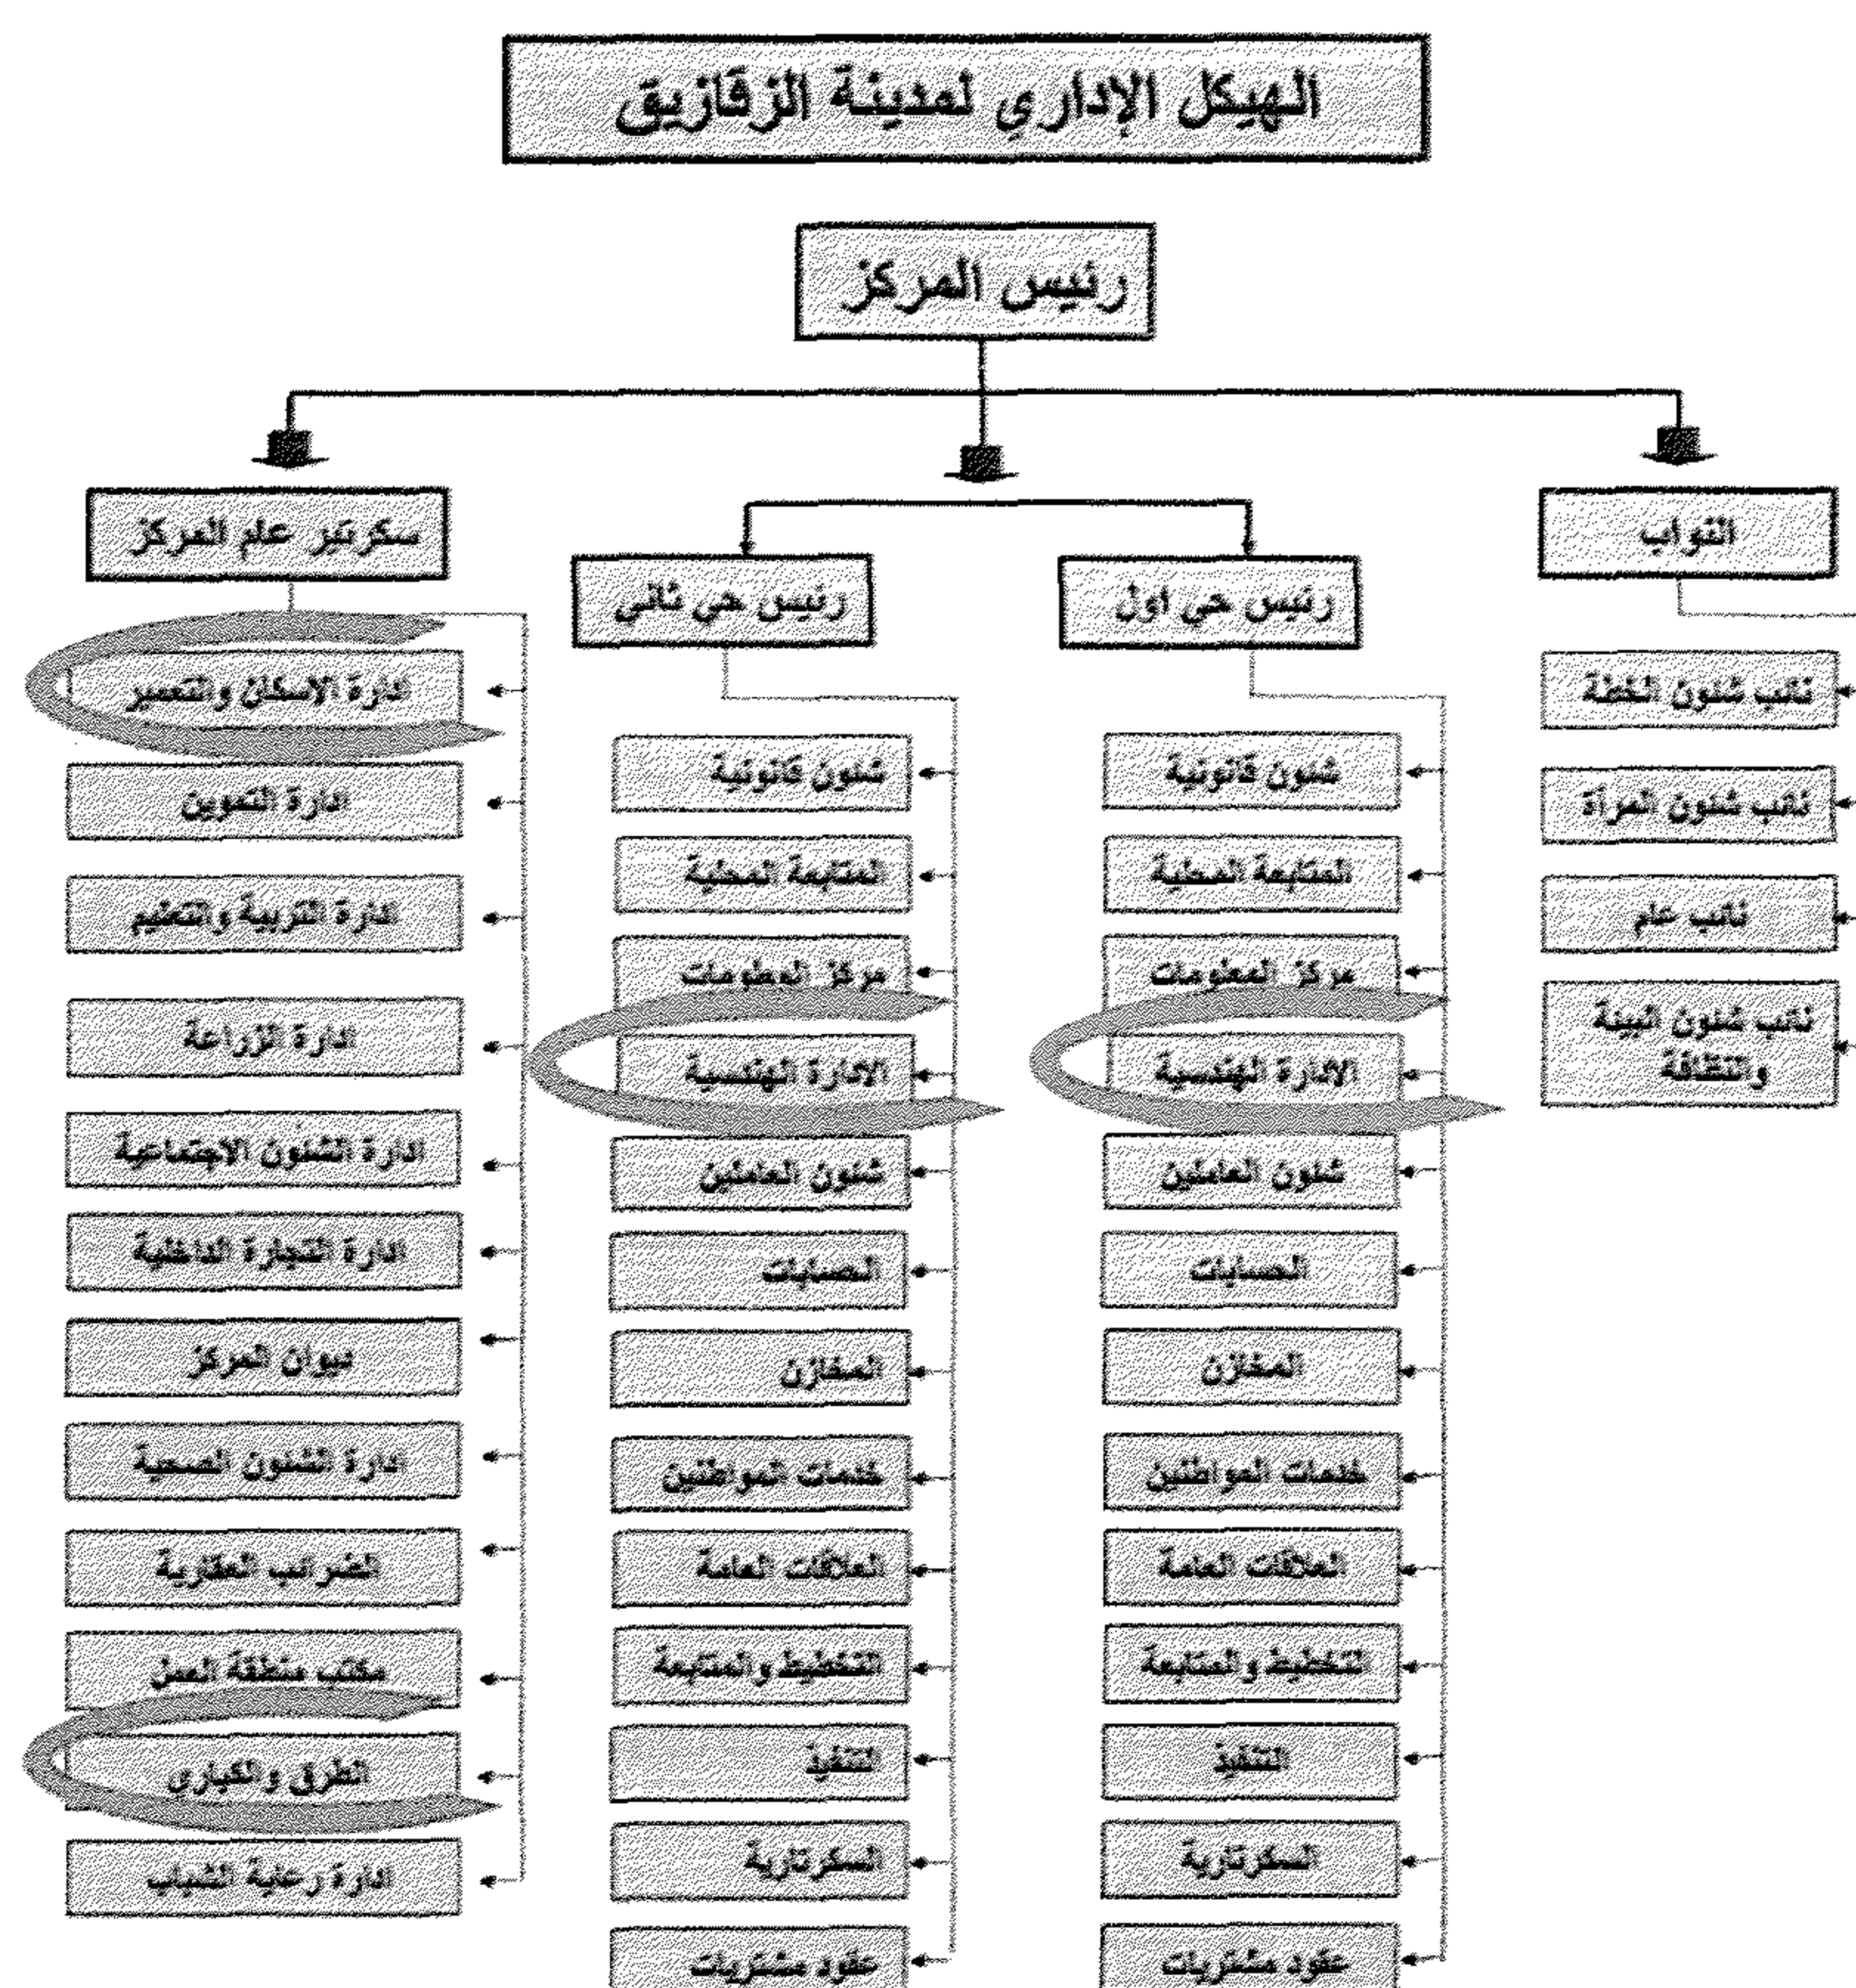 الهيكل الإداري لمدينة الزقازيق
رئيس المركز
النواب
نائب شئون الخطة
نائب شئون المرأة
نائب عام
نائب شئون البيئة
والنظافة
رئيس حي اول
شئون قانونية
المتابعة المحلية
مركز المعلومات
الادارة الهندسية
شئون العاملين
الحسابات
المخازن
خدمات المواطنين
العلاقات العامة
التخطيط والمتابعة
التنفيذ
السكرتارية
عقود مشتريات
رئيس حي ثاني
شئون قانونية
المتابعة المحلية
مركز المعلومات
الادارة الهندسية
شئون العاملين
الحسابات
المخازن
خدمات المواطنين
العلاقات العامة
التخطيط والمتابعة
التنفيذ
السكرتارية
عقود مشتريات
سكرتير عام المركز
ادارة الاسكان والتعمير
ادارة التموين
ادارة التربية والتعليم
ادارة الزراعة
ادارة الشئون الاجتماعية
ادارة التجارة الداخلية
ديوان المركز
ادارة الشئون الصحية
الضرائب العقارية
مكتب منطقة العمل
الطرق والكباري
ادارة رعاية الشباب